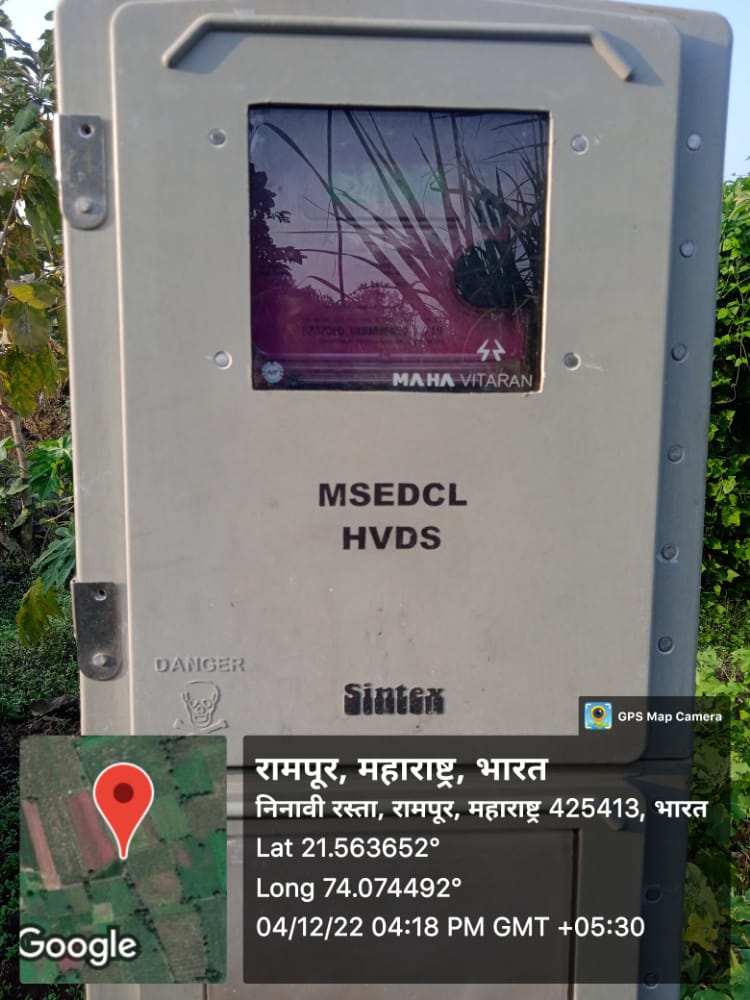 MAHA VITARAN
MSEDCL
HVDS
DANGER
Sintex
GPS Map Camera
रामपूर, महाराष्ट्र, भारत
निनावी रस्ता, रामपूर, महाराष्ट्र 425413, भारत
Lat 21.563652°
Long 74.074492°
04/12/22 04:18 PM GMT +05:30
Google